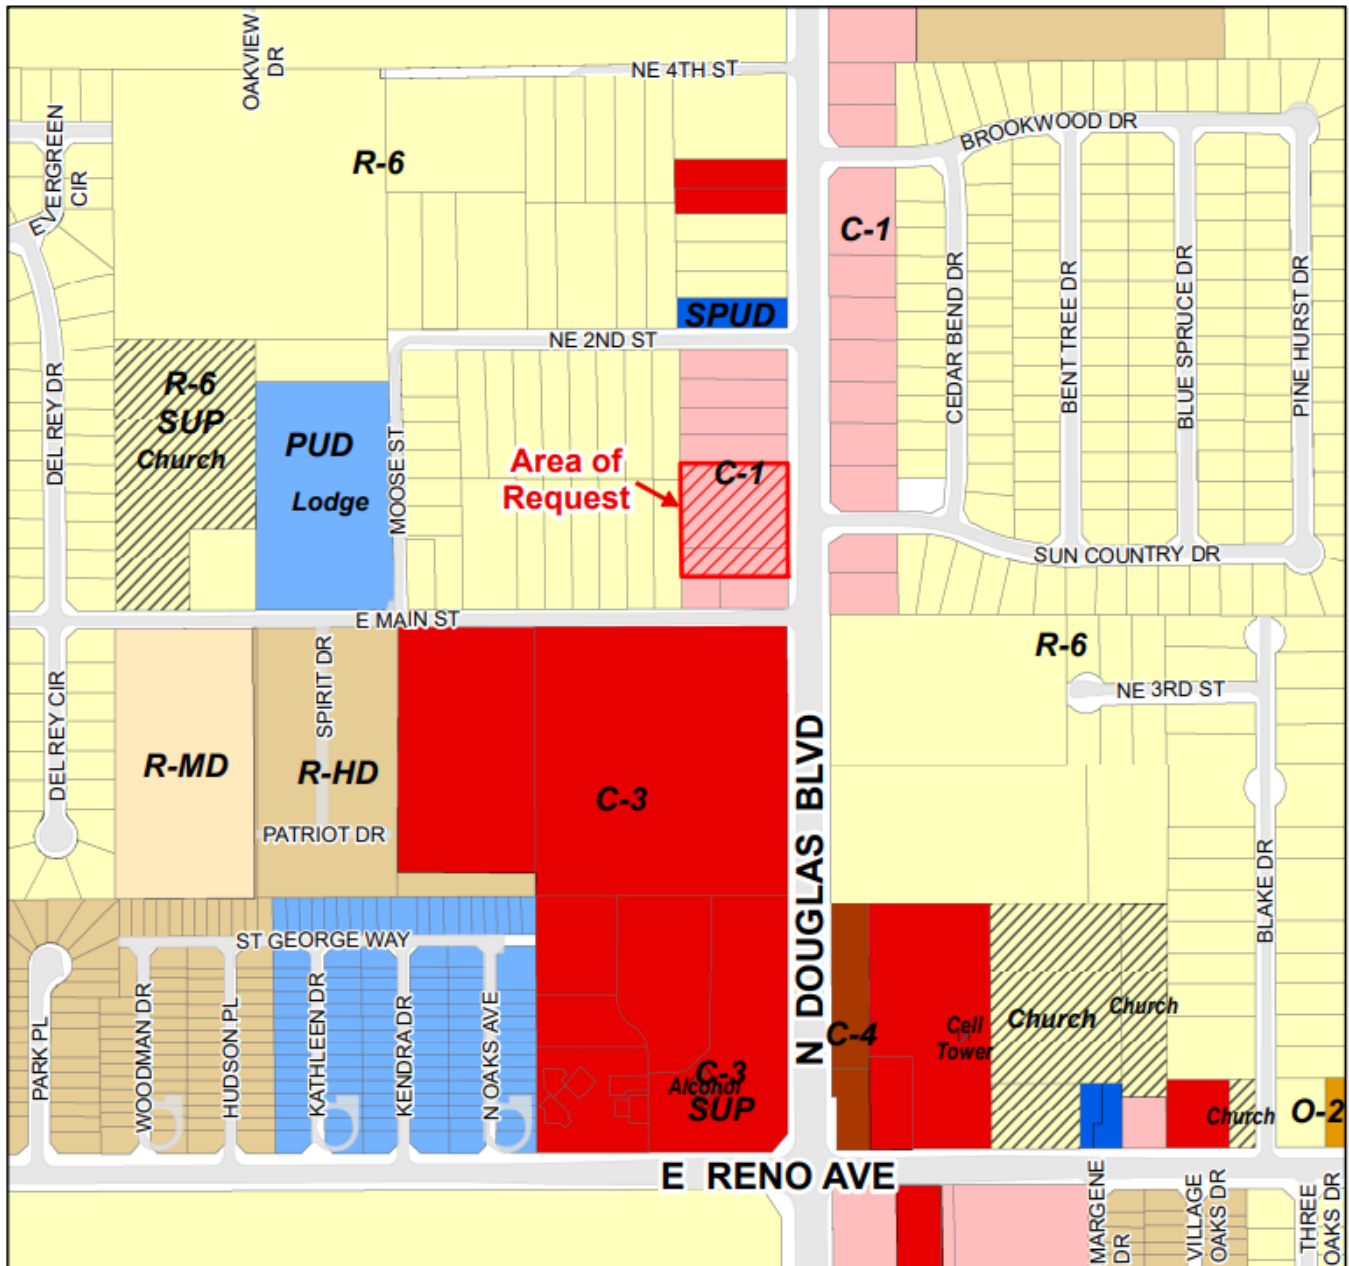 OAKVIEW
DR
NE 4TH ST
EVERGREEN
CIR
BROOKWOOD DR
R-6
C-1
CEDAR BEND DR
BENT TREE DR
BLUE SPRUCE DR
PINE HURST DR
SPUD
NE 2ND ST
DEL REY DR
R-6
SUP
Church
PUD
Lodge
MOOSE ST
Area of
Request
C-1
SUN COUNTRY DR
E MAIN ST
R-6
NE 3RD ST
DEL REY CIR
SPIRIT DR
R-MD
R-HD
C-3
PATRIOT DR
N DOUGLAS BLVD
BLAKE DR
ST GEORGE WAY
PARK PL
WOODMAN DR
HUDSON PL
KATHLEEN DR
KENDRA DR
N OAKS AVE
C-3
Alcohol
SUP
C-4
Cell
Tower
Church
Church
Church
O-2
E RENO AVE
MARGENE
DR
VILLAGE
OAKS DR
THREE
OAKS DR